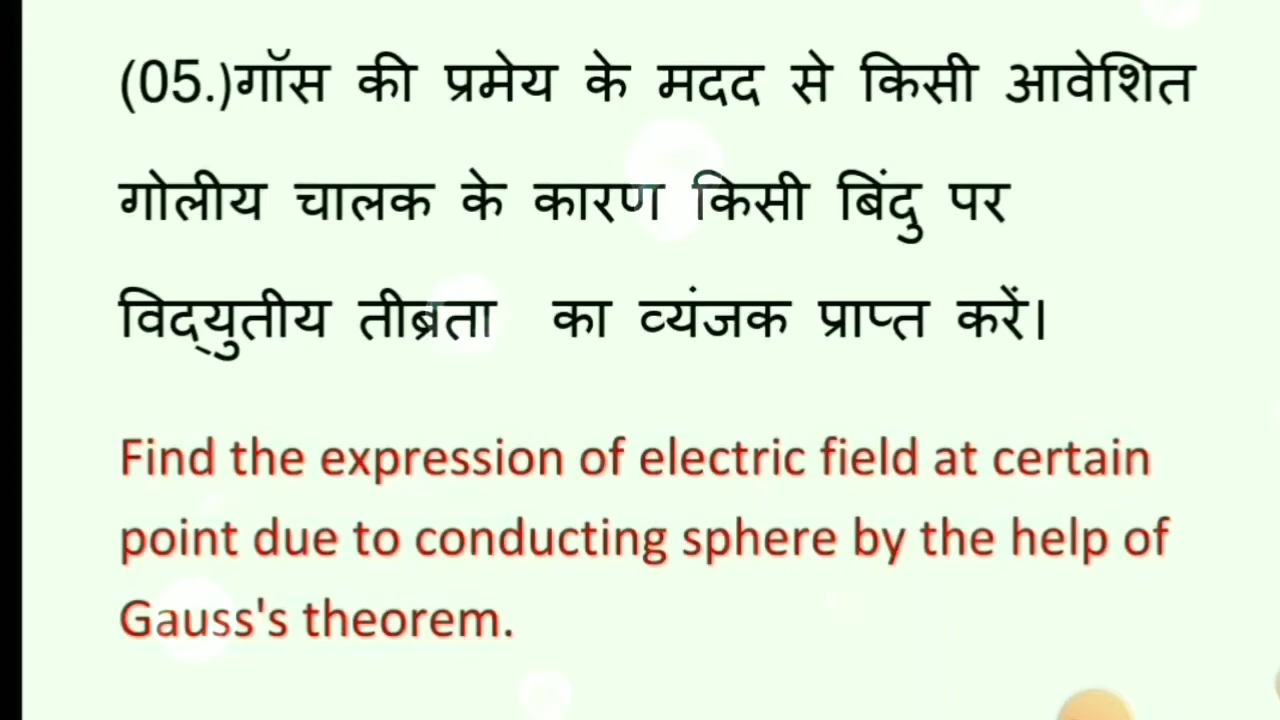 (05.)गॉस की प्रमेय के मदद से किसी आवेशित
गोलीय चालक के कारण किसी बिंदु पर
विद्‌युतीय तीब्रता का व्यंजक प्राप्त करें।
Find the expression of electric field at certain
point due to conducting sphere by the help of
Gauss's theorem.